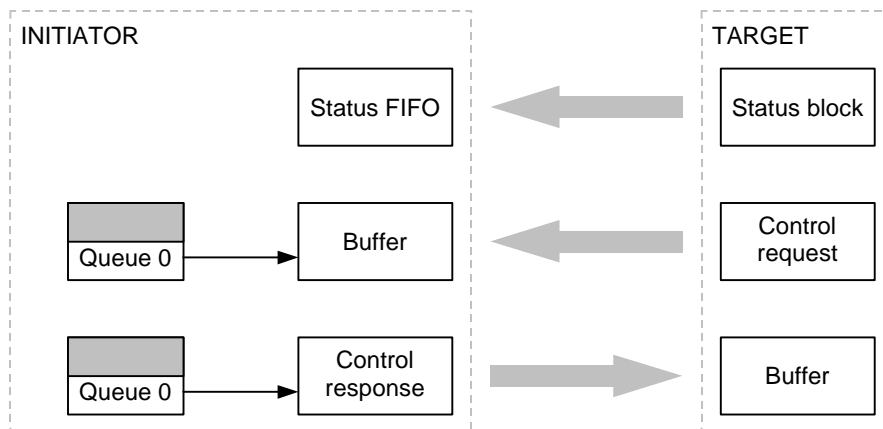 INITIATOR
TARGET
Status FIFO
Status block
Queue 0
Buffer
Control
request
Queue 0
Control
response
Buffer